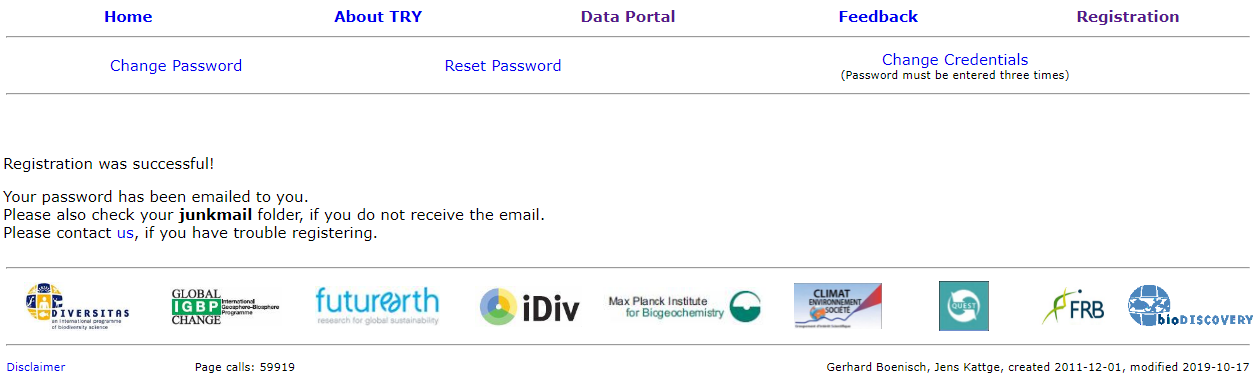 Home About TRY Data Portal Feedback Registration
Change Password Reset Password Change Credentials
(Password must be entered three times)
Registration was successful!
Your password has been emailed to you.
Please also check your junkmail folder, if you do not receive the email.
Please contact us, if you have trouble registering.
DIVERSITAS
an international programme
of biodiversity science
GLOBAL
IGBP
CHANGE
International
Geosphere-Biosphere
Programme
futurearth
research for global sustainability
iDiv
Max Planck Institute
for Biogeochemistry
CLIMAT
ENVIRONNEMENT
SOCIÉTÉ
QUEST
FRB
bioDISCOVERY
Disclaimer Page calls: 59919 Gerhard Boenisch, Jens Kattge, created 2011-12-01, modified 2019-10-17